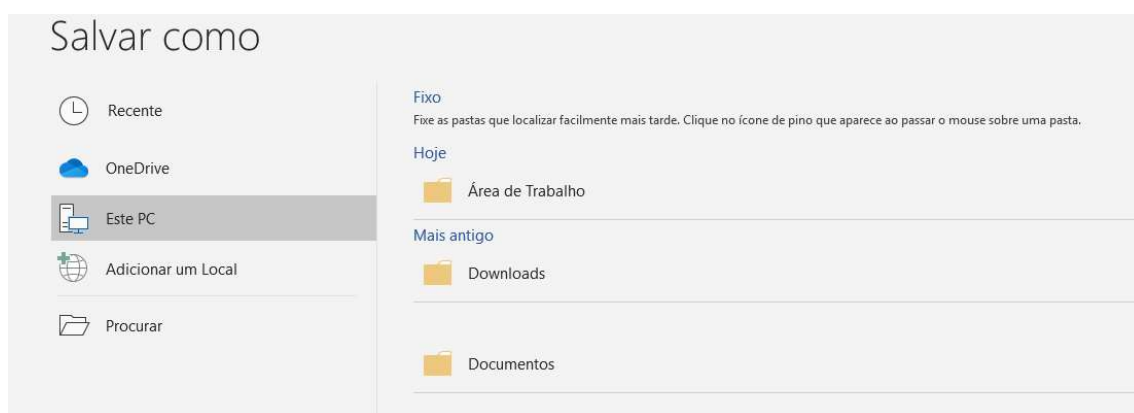 Salvar como
Recente
OneDrive
Este PC
Adicionar um Local
Procurar
Fixo
Fixe as pastas que localizar facilmente mais tarde. Clique no ícone de pino que aparece ao passar o mouse sobre uma pasta.
Hoje
Área de Trabalho
Mais antigo
Downloads
Documentos